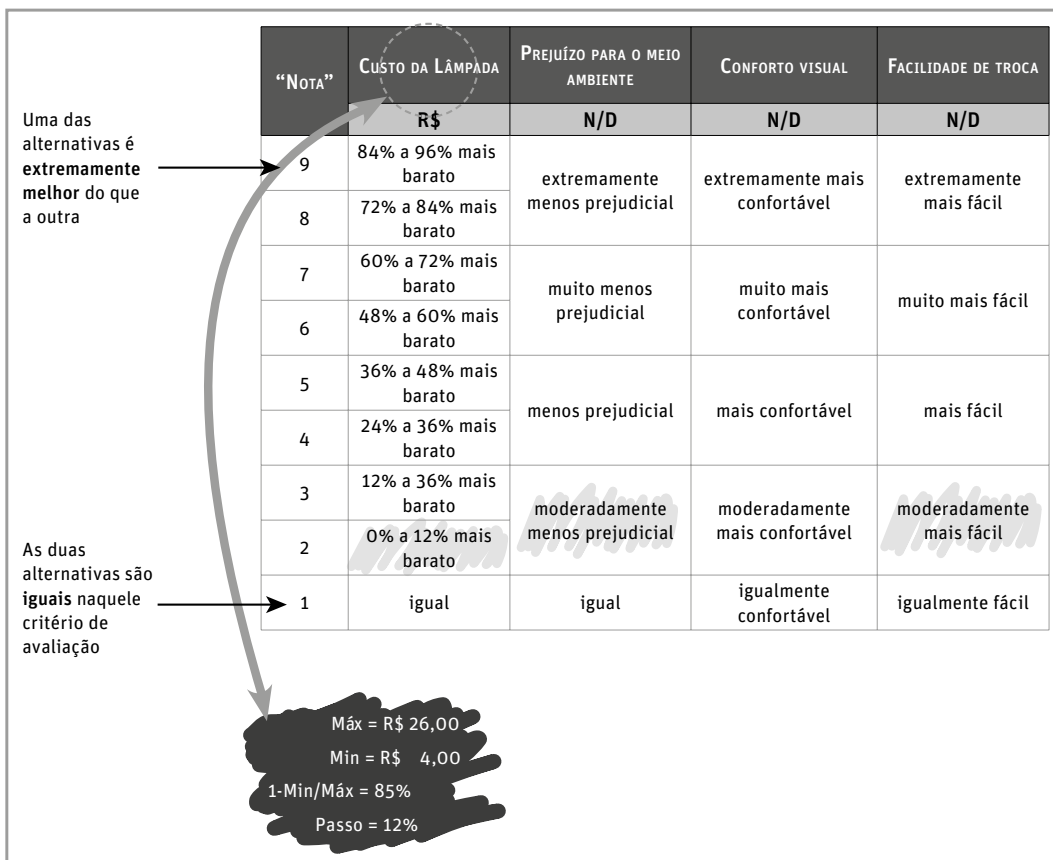 “Nota”
Custo da Lâmpada
Prejuízo para o meio
ambiente
Conforto visual
Facilidade de troca
R$
N/D
N/D
N/D
Uma das
alternativas é
extremamente
melhor do que
a outra
9
84% a 96% mais
barato
8
72% a 84% mais
barato
extremamente
menos prejudicial
extremamente mais
confortável
extremamente
mais fácil
7
60% a 72% mais
barato
6
48% a 60% mais
barato
muito menos
prejudicial
muito mais
confortável
muito mais fácil
5
36% a 48% mais
barato
4
24% a 36% mais
barato
menos prejudicial
mais confortável
mais fácil
3
12% a 36% mais
barato
2
0% a 12% mais
barato
moderadamente
menos prejudicial
moderadamente
mais confortável
moderadamente
mais fácil
As duas
alternativas são
iguais naquele
critério de
avaliação
1
igual
igual
igualmente
confortável
igualmente fácil
Máx = R$ 26,00
Min = R$ 4,00
1-Min/Máx = 85%
Passo = 12%